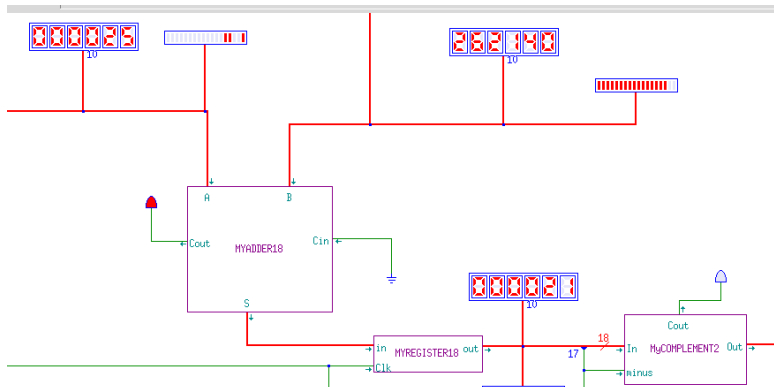 000025
10
262140
10
A
B
Cout
MYADDER18
Cin
S
000021
10
in
MYREGISTER18
out
Clk
18
17
Cout
In
MyCOMPLEMENT2
Out
minus